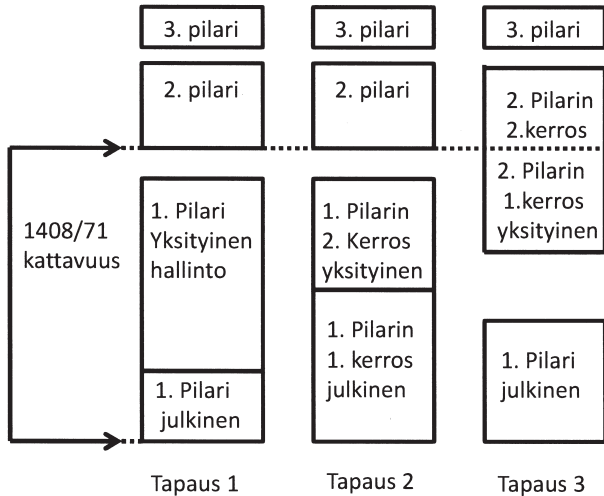 3. pilari
3. pilari
3. pilari
2. pilari
2. pilari
2. Pilarin
2.kerros
2. Pilarin
1.kerros
yksityinen
1408/71
kattavuus
1. Pilari
Yksityinen
hallinto
1. Pilarin
2. Kerros
yksityinen
1. Pilari
julkinen
1. Pilarin
1. kerros
julkinen
1. Pilari
julkinen
Tapaus 1
Tapaus 2
Tapaus 3